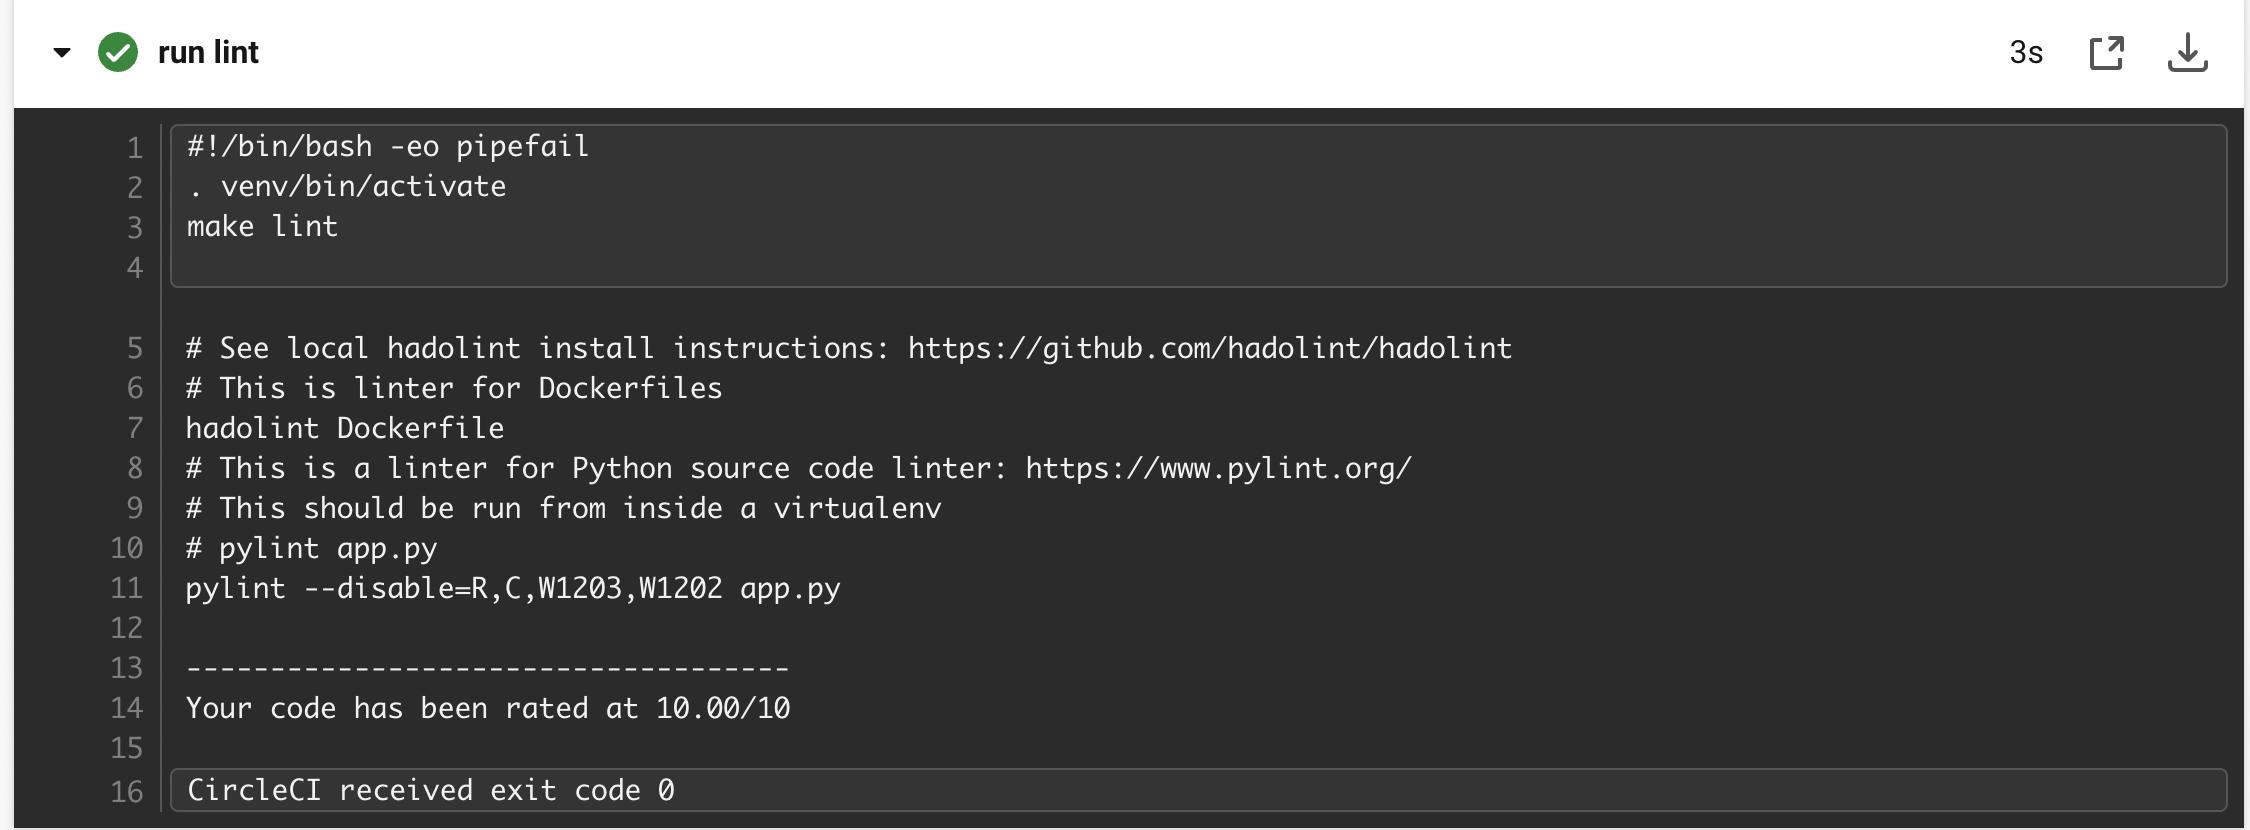 run lint
3s
1 #!/bin/bash -eo pipefail
2 . venv/bin/activate
3 make lint
4
5 # See local hadolint install instructions: https://github.com/hadolint/hadolint
6 # This is linter for Dockerfiles
7 hadolint Dockerfile
8 # This is a linter for Python source code linter: https://www.pylint.org/
9 # This should be run from inside a virtualenv
10 # pylint app.py
11 pylint --disable=R,C,W1203,W1202 app.py
12
13 ------------------------------------
14 Your code has been rated at 10.00/10
15
16 CircleCI received exit code 0